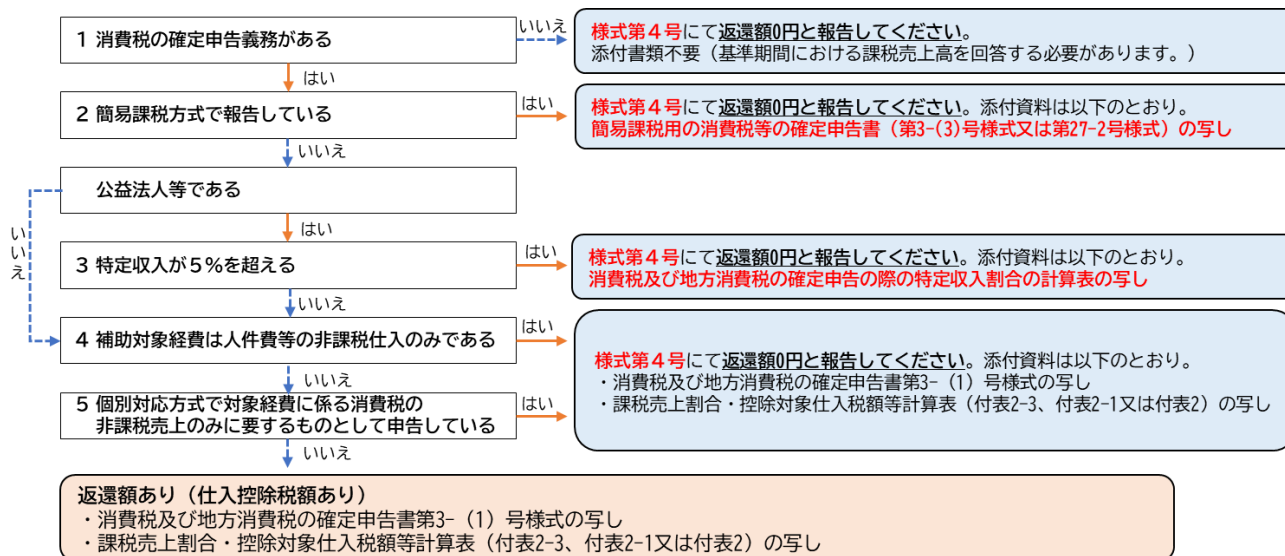 1 消費税の確定申告義務がある
いいえ
様式第４号にて返還額0円と報告してください。
添付書類不要（基準期間における課税売上高を回答する必要があります。）
はい
2 簡易課税方式で報告している
はい
様式第４号にて返還額0円と報告してください。添付資料は以下のとおり。
簡易課税用の消費税等の確定申告書（第3-(3)号様式又は第27-2号様式）の写し
いいえ
公益法人等である
いいえ
はい
3 特定収入が５％を超える
はい
様式第４号にて返還額0円と報告してください。添付資料は以下のとおり。
消費税及び地方消費税の確定申告の際の特定収入割合の計算表の写し
いいえ
4 補助対象経費は人件費等の非課税仕入のみである
はい
様式第４号にて返還額0円と報告してください。添付資料は以下のとおり。
・消費税及び地方消費税の確定申告書第3-（1）号様式の写し
・課税売上割合・控除対象仕入税額等計算表（付表2-3、付表2-1又は付表2）の写し
5 個別対応方式で対象経費に係る消費税の
非課税売上のみに要するものとして申告している
はい
いいえ
返還額あり（仕入控除税額あり）
・消費税及び地方消費税の確定申告書第3-（1）号様式の写し
・課税売上割合・控除対象仕入税額等計算表（付表2-3、付表2-1又は付表2）の写し